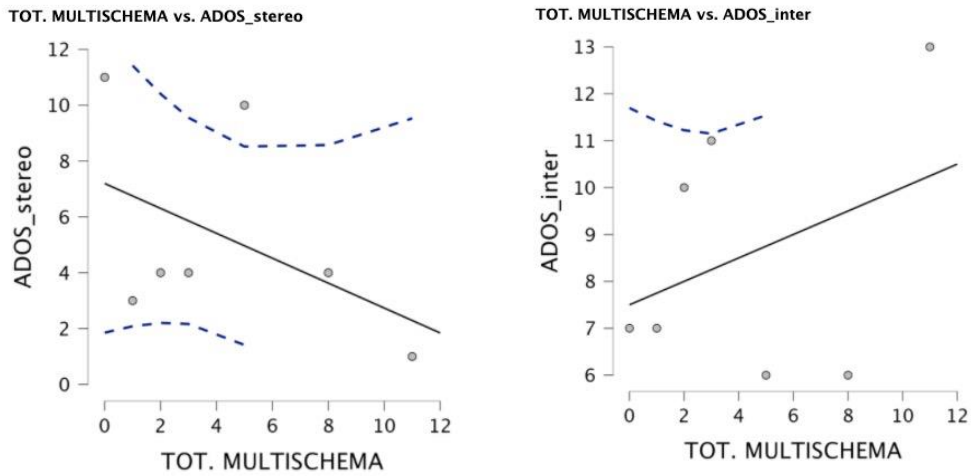 TOT. MULTISCHEMA vs. ADOS_stereo
12
10
8
6
4
2
0
ADOS_stereo
0 2 4 6 8 10 12
TOT. MULTISCHEMA
TOT. MULTISCHEMA vs. ADOS_inter
13
12
11
10
9
8
7
6
ADOS_inter
0 2 4 6 8 10 12
TOT. MULTISCHEMA